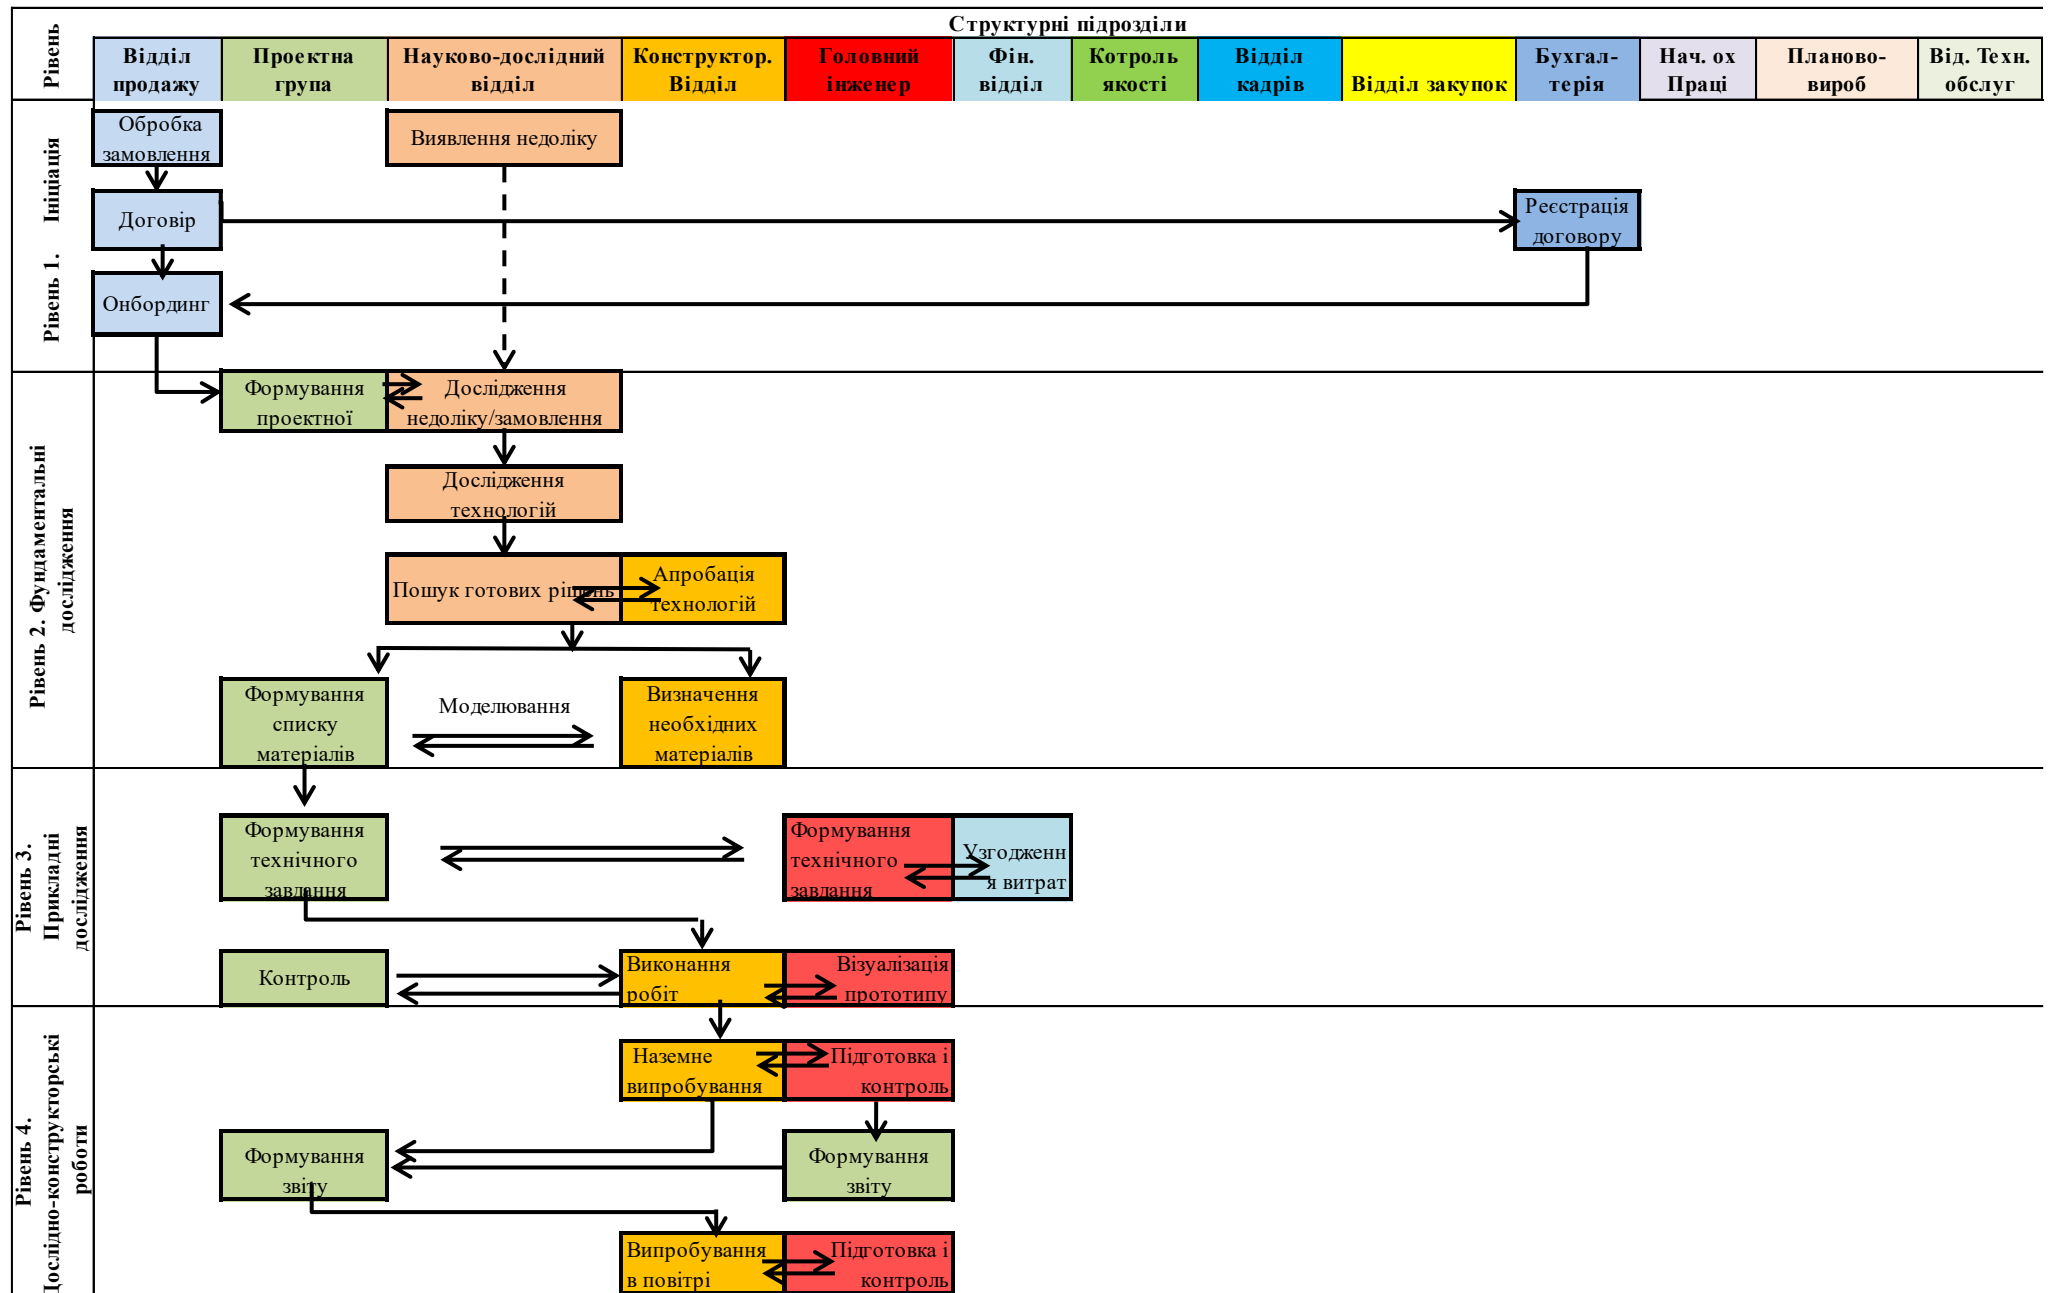 Структурні підрозділи
Рівень
Відділ
продажу
Проектна
група
Науково-дослідний
відділ
Конструктор.
Відділ
Головний
інженер
Фін.
відділ
Котроль
якості
Відділ
кадрів
Відділ закупок
Бухгал-
терія
Нач. ох
Праці
Планово-
вироб
Від. Техн.
обслуг
Рівень 1. Ініціація
Обробка
замовлення
Виявлення недоліку
Договір
Реєстрація
договору
Онбординг
Рівень 2. Фундаментальні
дослідження
Формування
проектної
Дослідження
недоліку/замовлення
Дослідження
технологій
Пошук готових рішень
Апробація
технологій
Формування
списку
матеріалів
Моделювання
Визначення
необхідних
матеріалів
Рівень 3.
Прикладні
дослідження
Формування
технічного
завдання
Формування
технічного
завдання
Узгодженн
я витрат
Контроль
Виконання
робіт
Візуалізація
прототипу
Рівень 4.
Дослідно-конструкторські
роботи
Наземне
випробування
Підготовка і
контроль
Формування
звіту
Формування
звіту
Випробування
в повітрі
Підготовка і
контроль